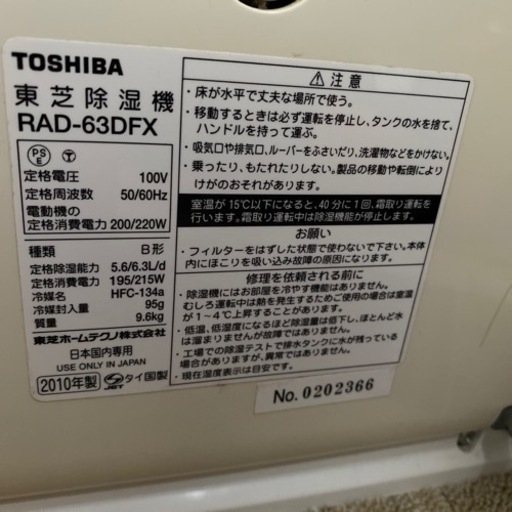 TOSHIBA
東芝除湿機
RAD-63DFX
PS E
定格電圧 100V
定格周波数 50/60Hz
電動機の
定格消費電力 200/220W
種類 B形
定格除湿能力 5.6/6.3L/d
定格消費電力 195/215W
冷媒名 HFC-134a
冷媒封入量 95g
質量 9.6kg
東芝ホームテクノ株式会社
日本国内専用
USE ONLY IN JAPAN
2010年製 JET タイ国製
注意
・床が水平で丈夫な場所で使う。
・移動するときは必ず運転を停止し、タンクの水を捨て、
ハンドルを持って運ぶ。
・吸気口や排気口、ルーバーをふさいだり、洗濯物などをかけない。
・乗ったり、もたれたりしない。製品の移動や転倒により
けがのおそれがあります。
室温が15℃以下になると、40分に1回、霜取り運転を
行います。霜取り運転中は除湿機能が停止します。
お願い
・フィルターをはずした状態で使わないで下さい。本体
内にほこりを吸い込み故障の原因になります。
修理を依頼される前に
・除湿機にはお部屋を冷やす機能はありません。
むしろ運転中は熱を発生するためご使用の場合は室温
が1〜4℃上昇することがあります。
・低温、低湿度になるほど除湿量は低下し、ほとんど水
は溜まりませんが故障ではありません。
・工場での除湿テストで排水タンクに水が残っている
場合がありますが、異常ではありません。
・現在湿度表示は目安です。
No. 0202366